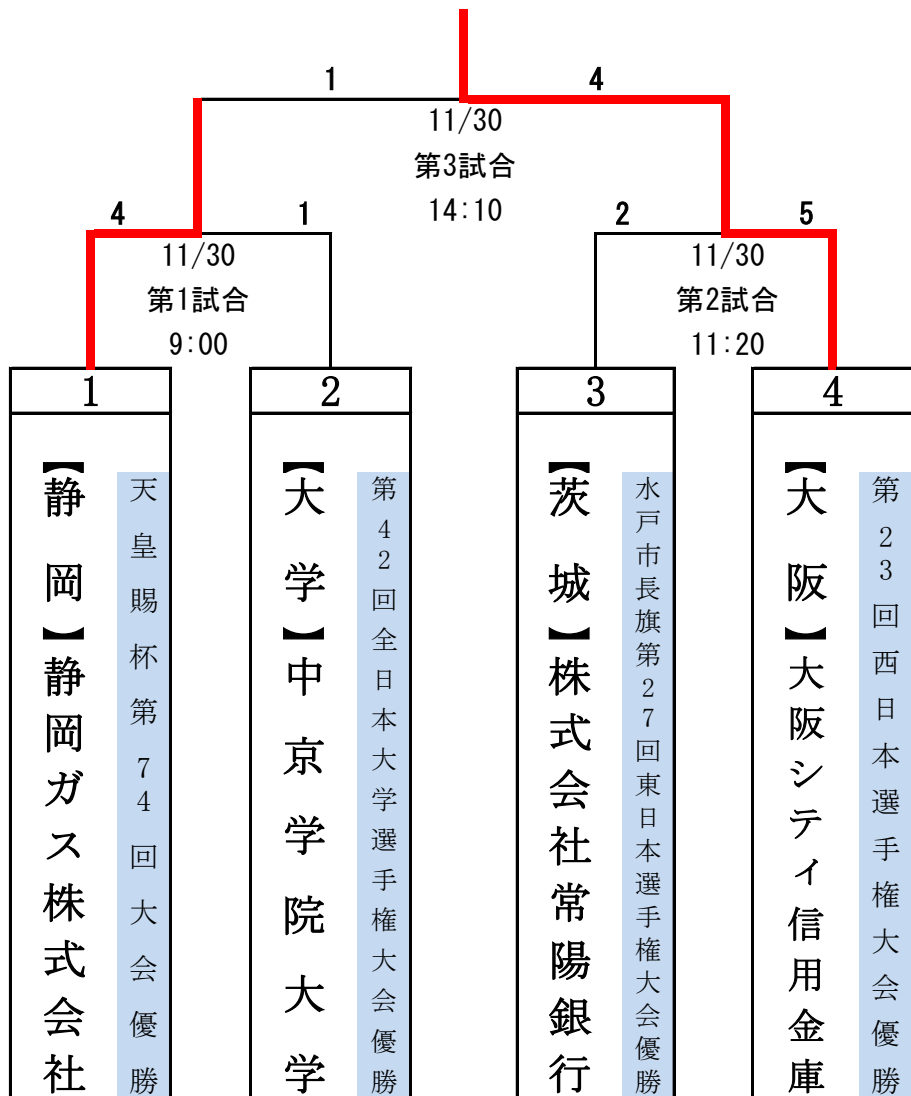 1
4
11/30
第3試合
14:10
4
1
11/30
第1試合
9:00
2
5
11/30
第2試合
11:20
1
【静岡】静岡ガス株式会社
天皇賜杯第74回大会優勝
2
【大学】中京学院大学
第42回全日本大学選手権大会優勝
3
【茨城】株式会社常陽銀行
水戸市長旗第27回東日本選手権大会優勝
4
【大阪】大阪シティ信用金庫
第23回西日本選手権大会優勝